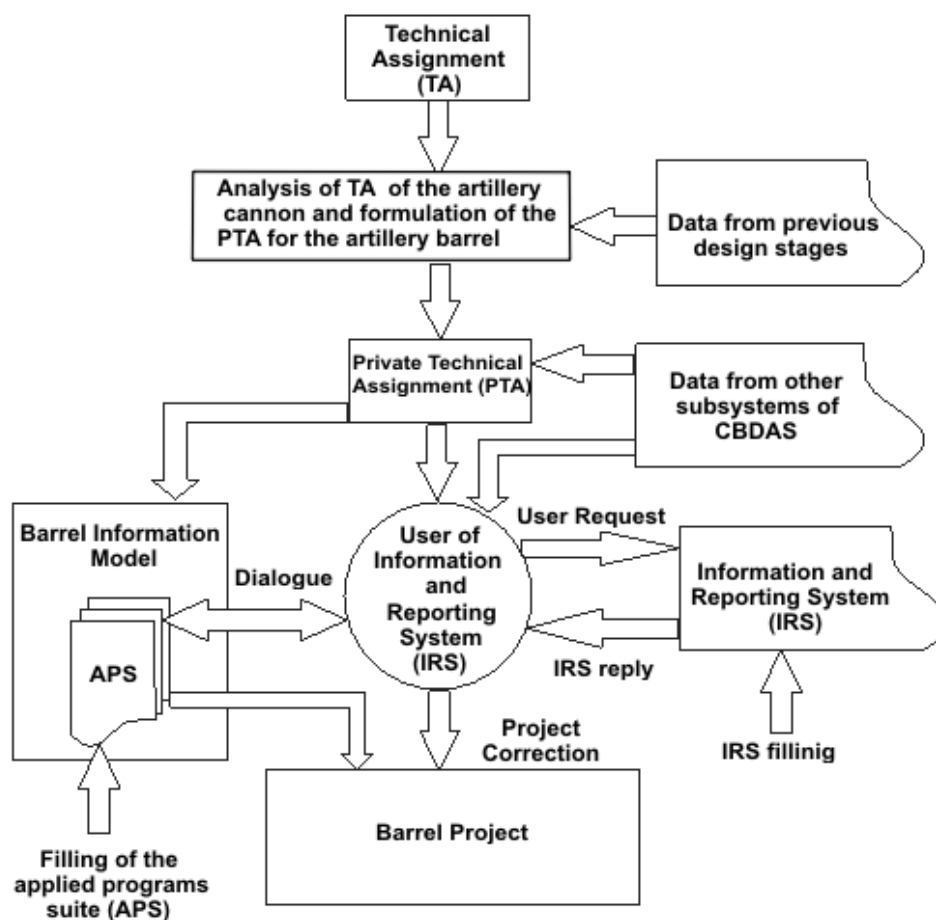 Technical
Assignment
(TA)
Analysis of TA of the artillery
cannon and formulation of the
PTA for the artillery barrel
Data from previous
design stages
Private Technical
Assignment (PTA)
Data from other
subsystems of
CBDAS
Barrel Information
Model
Dialogue
User of
Information
and
Reporting
System
(IRS)
User Request
Information and
Reporting System
(IRS)
IRS reply
APS
Project
Correction
IRS fillinig
Barrel Project
Filling of the
applied programs
suite (APS)